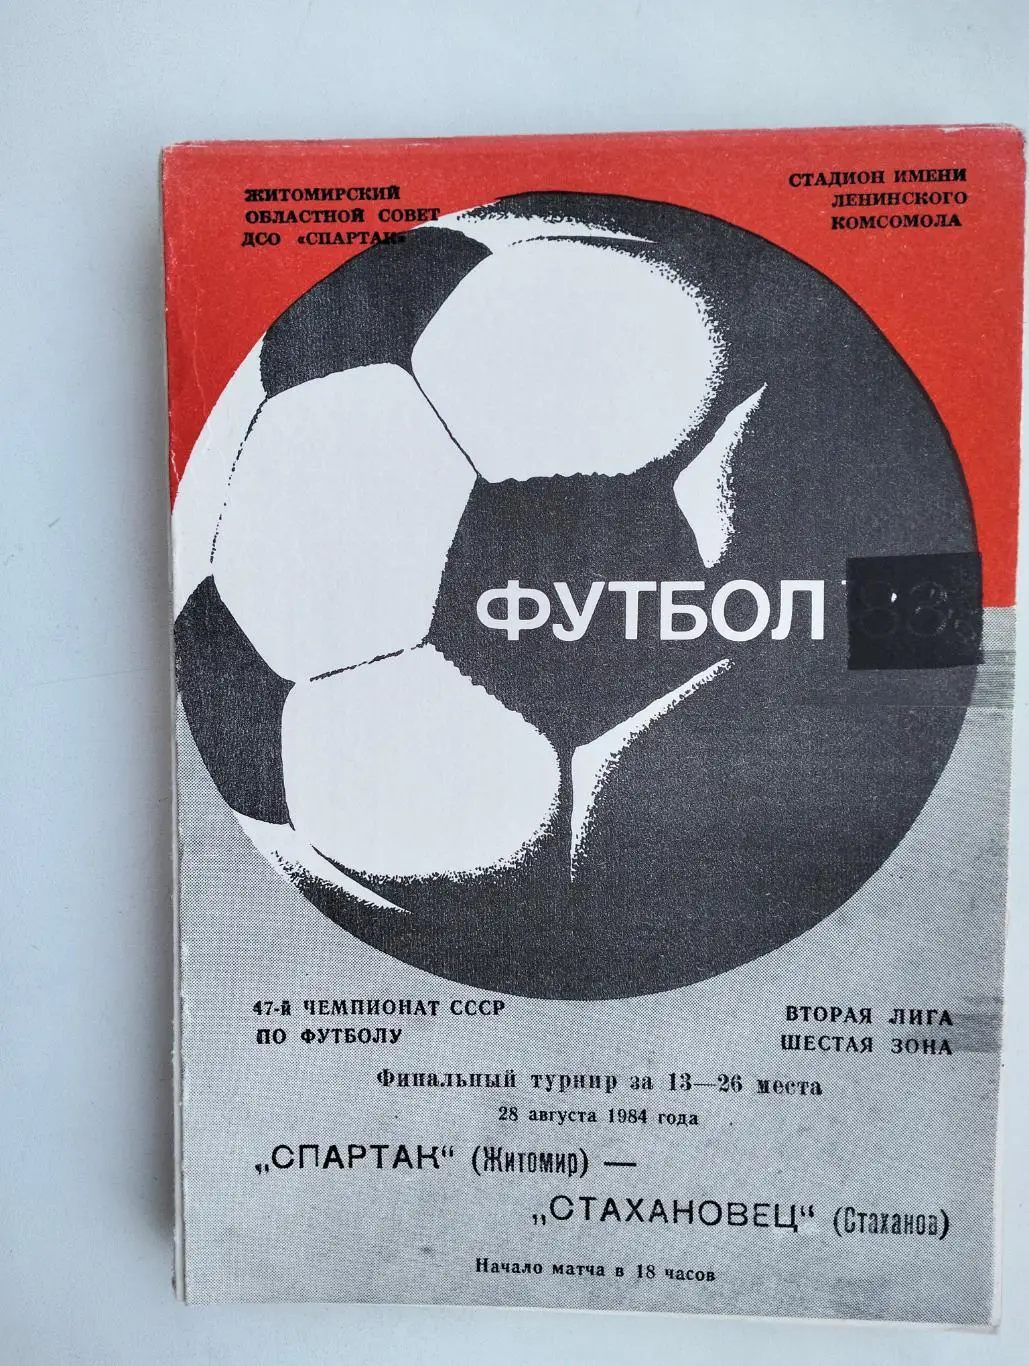 ЖИТОМИРСКИЙ
ОБЛАСТНОЙ СОВЕТ
ДСО «СПАРТАК»
СТАДИОН ИМЕНИ
ЛЕНИНСКОГО
КОМСОМОЛА
ФУТБОЛ
47-й ЧЕМПИОНАТ СССР
ПО ФУТБОЛУ
ВТОРАЯ ЛИГА
ШЕСТАЯ ЗОНА
Финальный турнир за 13—26 места
28 августа 1984 года
„СПАРТАК“ (Житомир) —
„СТАХАНОВЕЦ“ (Стаханов)
Начало матча в 18 часов